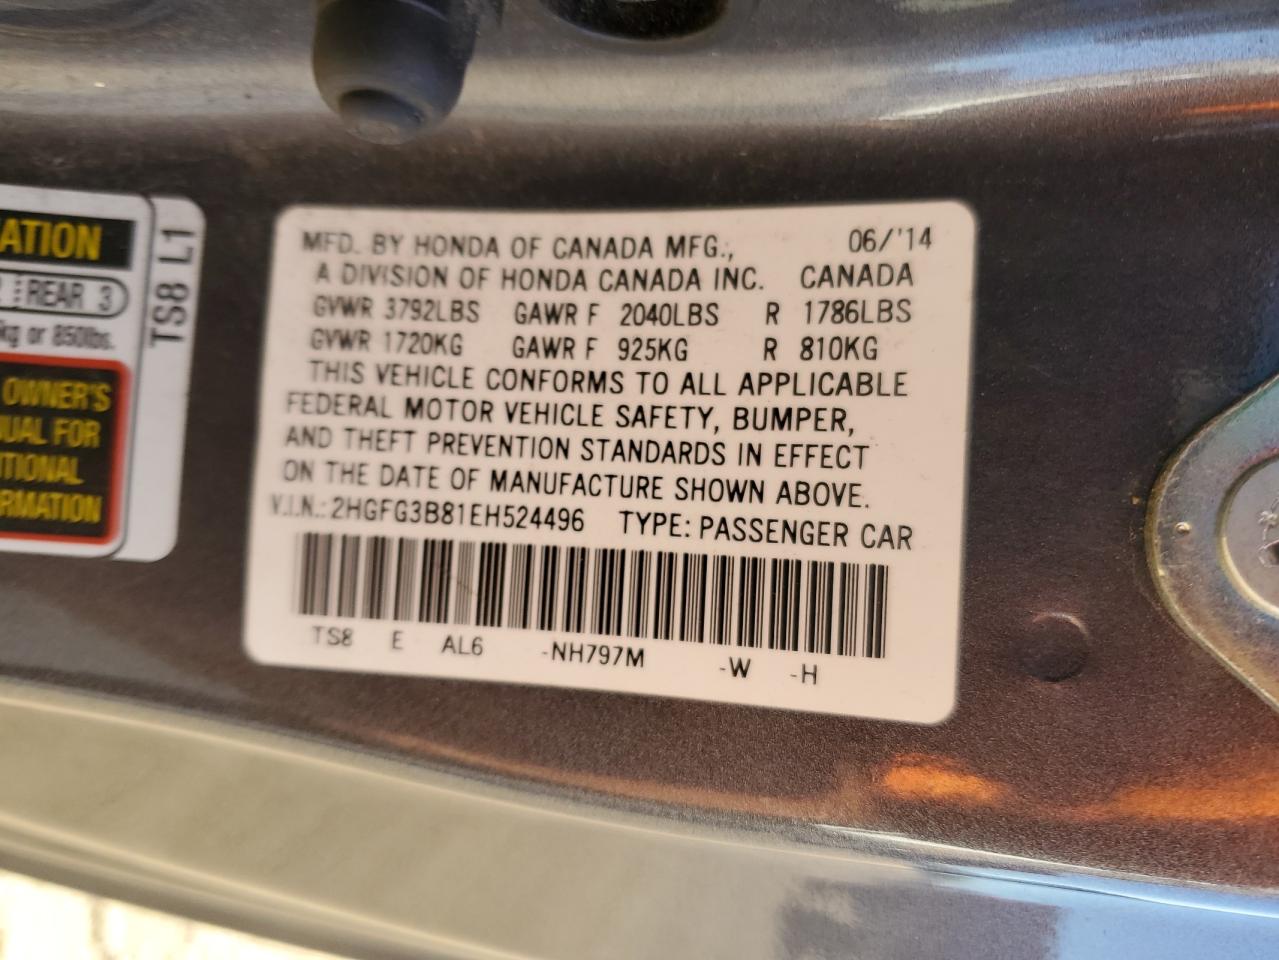 ATION
REAR 3
kg or 850lbs.
OWNER'S
UAL FOR
ITIONAL
RMATION
TS8 L1
MFD. BY HONDA OF CANADA MFG., 06/'14
A DIVISION OF HONDA CANADA INC. CANADA
GVWR 3792LBS GAWR F 2040LBS R 1786LBS
GVWR 1720KG GAWR F 925KG R 810KG
THIS VEHICLE CONFORMS TO ALL APPLICABLE
FEDERAL MOTOR VEHICLE SAFETY, BUMPER,
AND THEFT PREVENTION STANDARDS IN EFFECT
ON THE DATE OF MANUFACTURE SHOWN ABOVE.
V.I.N.: 2HGFG3B81EH524496 TYPE: PASSENGER CAR
TS8 E AL6 -NH797M -W -H